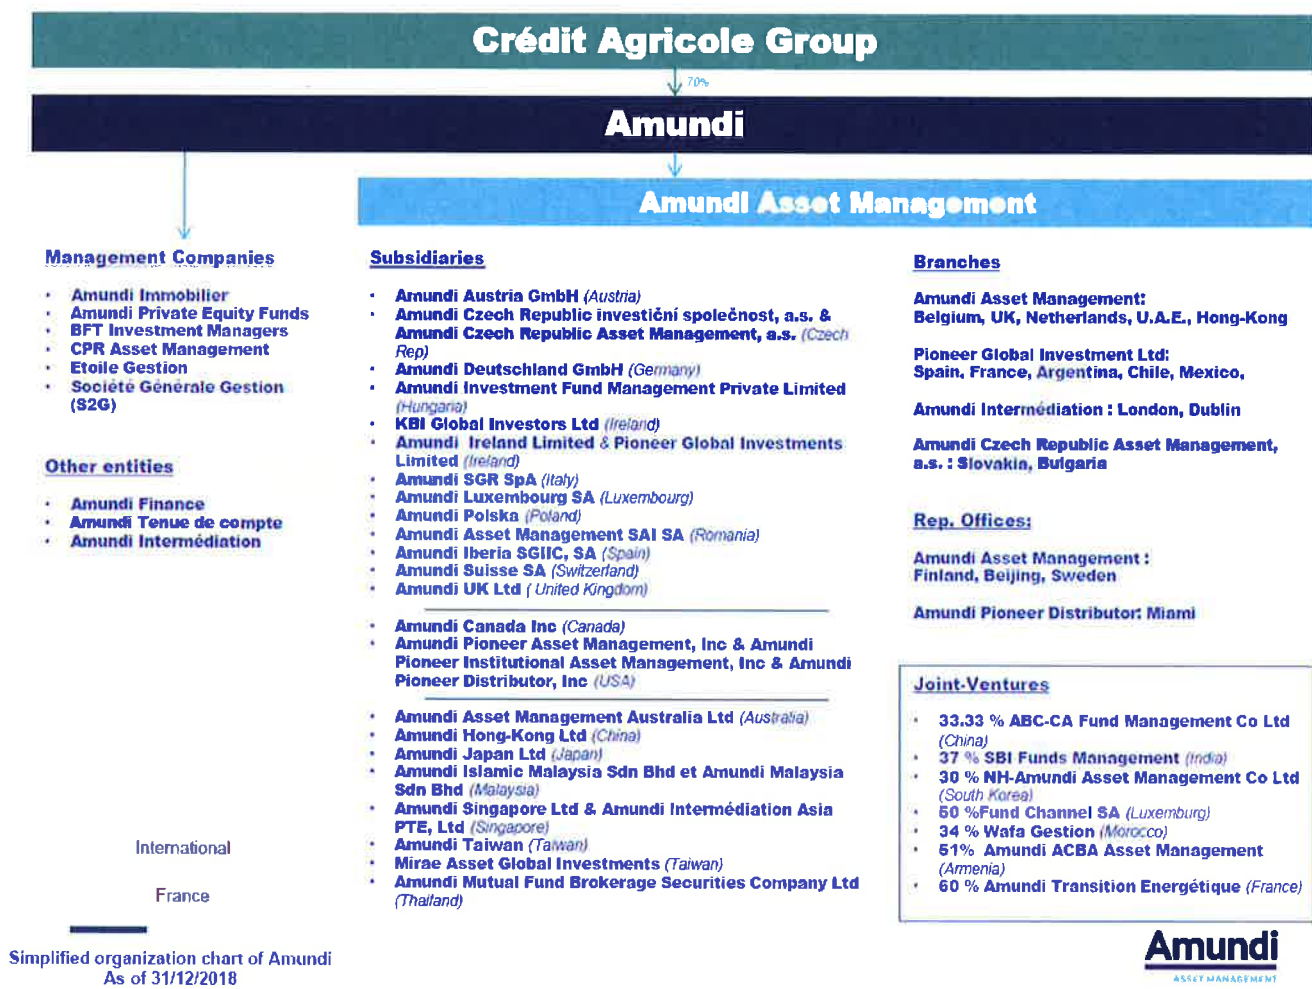 Crédit Agricole Group
70%
Amundi
Amundi Asset Management
Management Companies
• Amundi Immobilier
• Amundi Private Equity Funds
• BFT Investment Managers
• CPR Asset Management
• Etoile Gestion
• Société Générale Gestion
(S2G)
Other entities
• Amundi Finance
• Amundi Tenue de compte
• Amundi Intermédiation
International
France
Simplified organization chart of Amundi
As of 31/12/2018
Subsidiaries
• Amundi Austria GmbH (Austria)
• Amundi Czech Republic investiční společnost, a.s. &
Amundi Czech Republic Asset Management, a.s. (Czech
Rep)
• Amundi Deutschland GmbH (Germany)
• Amundi Investment Fund Management Private Limited
(Hungaria)
• KBI Global Investors Ltd (Ireland)
• Amundi Ireland Limited & Pioneer Global Investments
Limited (Ireland)
• Amundi SGR SpA (Italy)
• Amundi Luxembourg SA (Luxembourg)
• Amundi Polska (Poland)
• Amundi Asset Management SAI SA (Romania)
• Amundi Iberia SGIIC, SA (Spain)
• Amundi Suisse SA (Switzerland)
• Amundi UK Ltd ( United Kingdom)
• Amundi Canada Inc (Canada)
• Amundi Pioneer Asset Management, Inc & Amundi
Pioneer Institutional Asset Management, Inc & Amundi
Pioneer Distributor, Inc (USA)
• Amundi Asset Management Australia Ltd (Australia)
• Amundi Hong-Kong Ltd (China)
• Amundi Japan Ltd (Japan)
• Amundi Islamic Malaysia Sdn Bhd et Amundi Malaysia
Sdn Bhd (Malaysia)
• Amundi Singapore Ltd & Amundi Intermédiation Asia
PTE, Ltd (Singapore)
• Amundi Taiwan (Taiwan)
• Mirae Asset Global Investments (Taiwan)
• Amundi Mutual Fund Brokerage Securities Company Ltd
(Thailand)
Branches
Amundi Asset Management:
Belgium, UK, Netherlands, U.A.E., Hong-Kong
Pioneer Global Investment Ltd:
Spain, France, Argentina, Chile, Mexico,
Amundi Intermédiation : London, Dublin
Amundi Czech Republic Asset Management,
a.s. : Slovakia, Bulgaria
Rep. Offices:
Amundi Asset Management :
Finland, Beijing, Sweden
Amundi Pioneer Distributor: Miami
Joint-Ventures
• 33.33 % ABC-CA Fund Management Co Ltd
(China)
• 37 % SBI Funds Management (India)
• 30 % NH-Amundi Asset Management Co Ltd
(South Korea)
• 50 %Fund Channel SA (Luxemburg)
• 34 % Wafa Gestion (Morocco)
• 51% Amundi ACBA Asset Management
(Armenia)
• 60 % Amundi Transition Energétique (France)
Amundi
ASSET MANAGEMENT